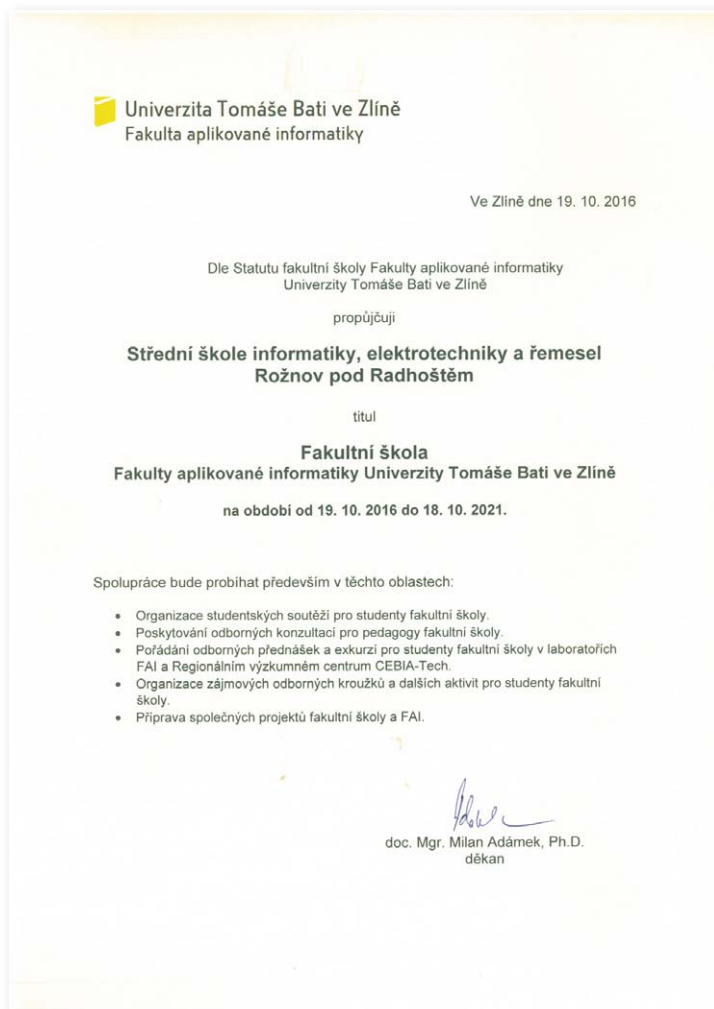 Univerzita Tomáše Bati ve Zlíně
Fakulta aplikované informatiky
Ve Zlíně dne 19. 10. 2016
Dle Statutu fakultní školy Fakulty aplikované informatiky
Univerzity Tomáše Bati ve Zlíně
propůjčuji
Střední škole informatiky, elektrotechniky a řemesel
Rožnov pod Radhoštěm
titul
Fakultní škola
Fakulty aplikované informatiky Univerzity Tomáše Bati ve Zlíně
na období od 19. 10. 2016 do 18. 10. 2021.
Spolupráce bude probíhat především v těchto oblastech:
• Organizace studentských soutěží pro studenty fakultní školy.
• Poskytování odborných konzultací pro pedagogy fakultní školy.
• Pořádání odborných přednášek a exkurzí pro studenty fakultní školy v laboratořích
FAI a Regionálním výzkumném centrum CEBIA-Tech.
• Organizace zájmových odborných kroužků a dalších aktivit pro studenty fakultní
školy.
• Příprava společných projektů fakultní školy a FAI.
doc. Mgr. Milan Adámek, Ph.D.
děkan